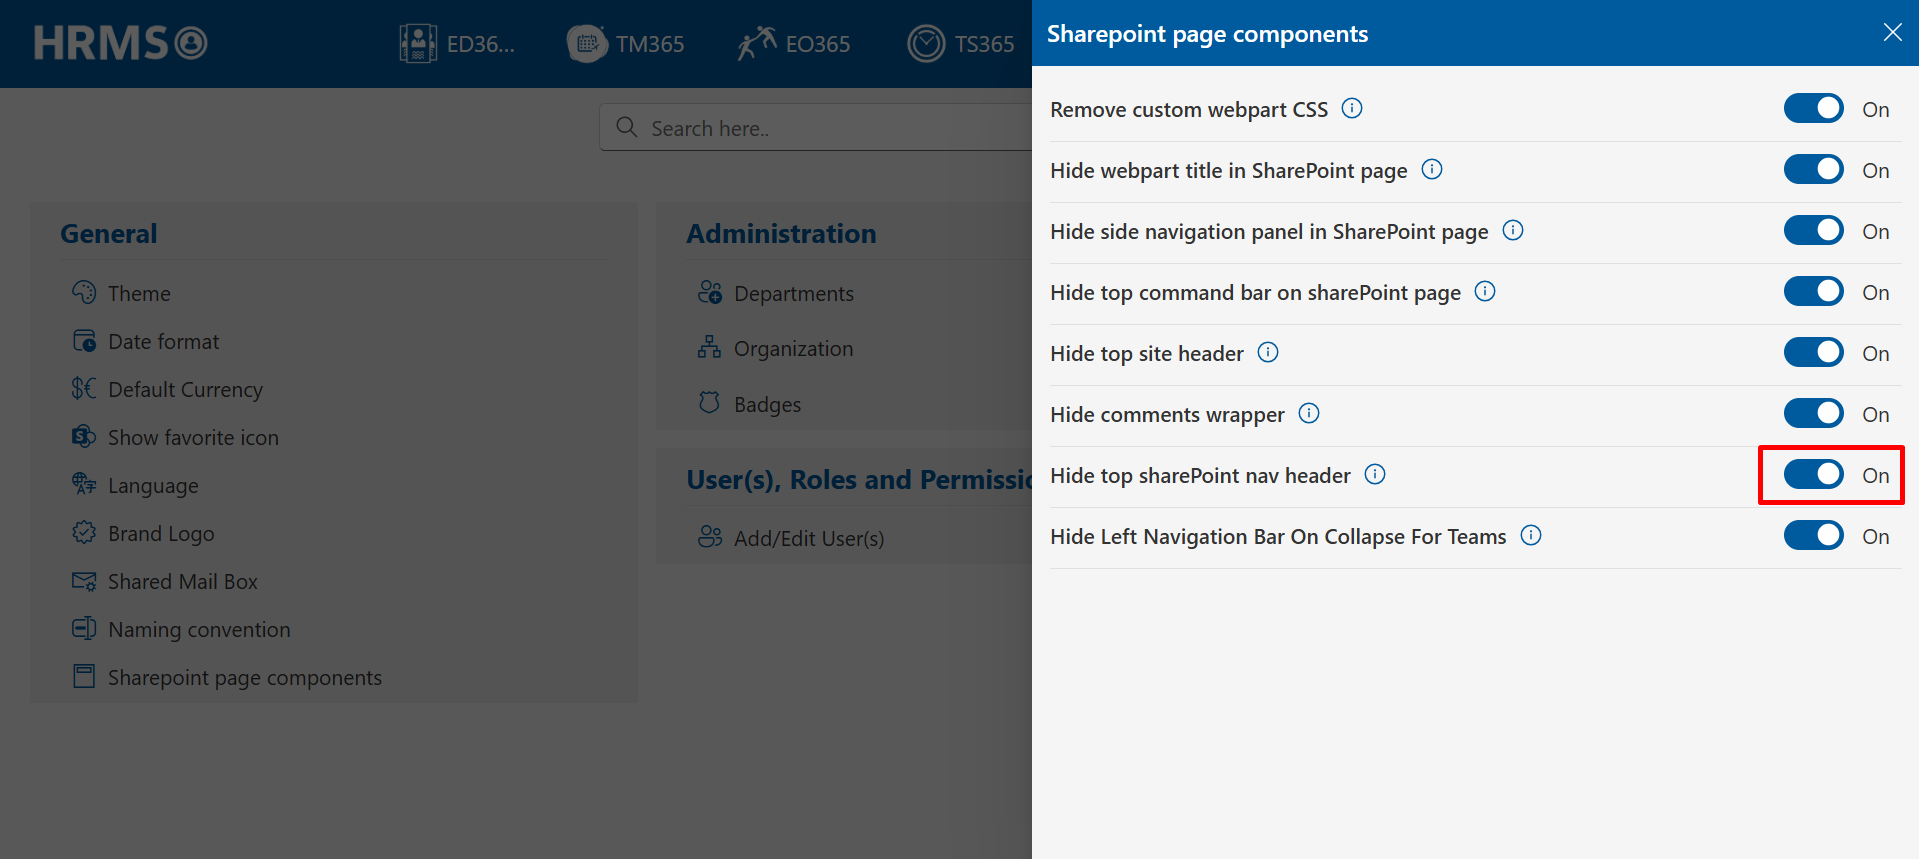 HRMS
ED36...
TM365
EO365
TS365
Search here..
General
Theme
Date format
Default Currency
Show favorite icon
Language
Brand Logo
Shared Mail Box
Naming convention
Sharepoint page components
Administration
Departments
Organization
Badges
User(s), Roles and Permissio
Add/Edit User(s)
Sharepoint page components
Remove custom webpart CSS On
Hide webpart title in SharePoint page On
Hide side navigation panel in SharePoint page On
Hide top command bar on sharePoint page On
Hide top site header On
Hide comments wrapper On
Hide top sharePoint nav header On
Hide Left Navigation Bar On Collapse For Teams On